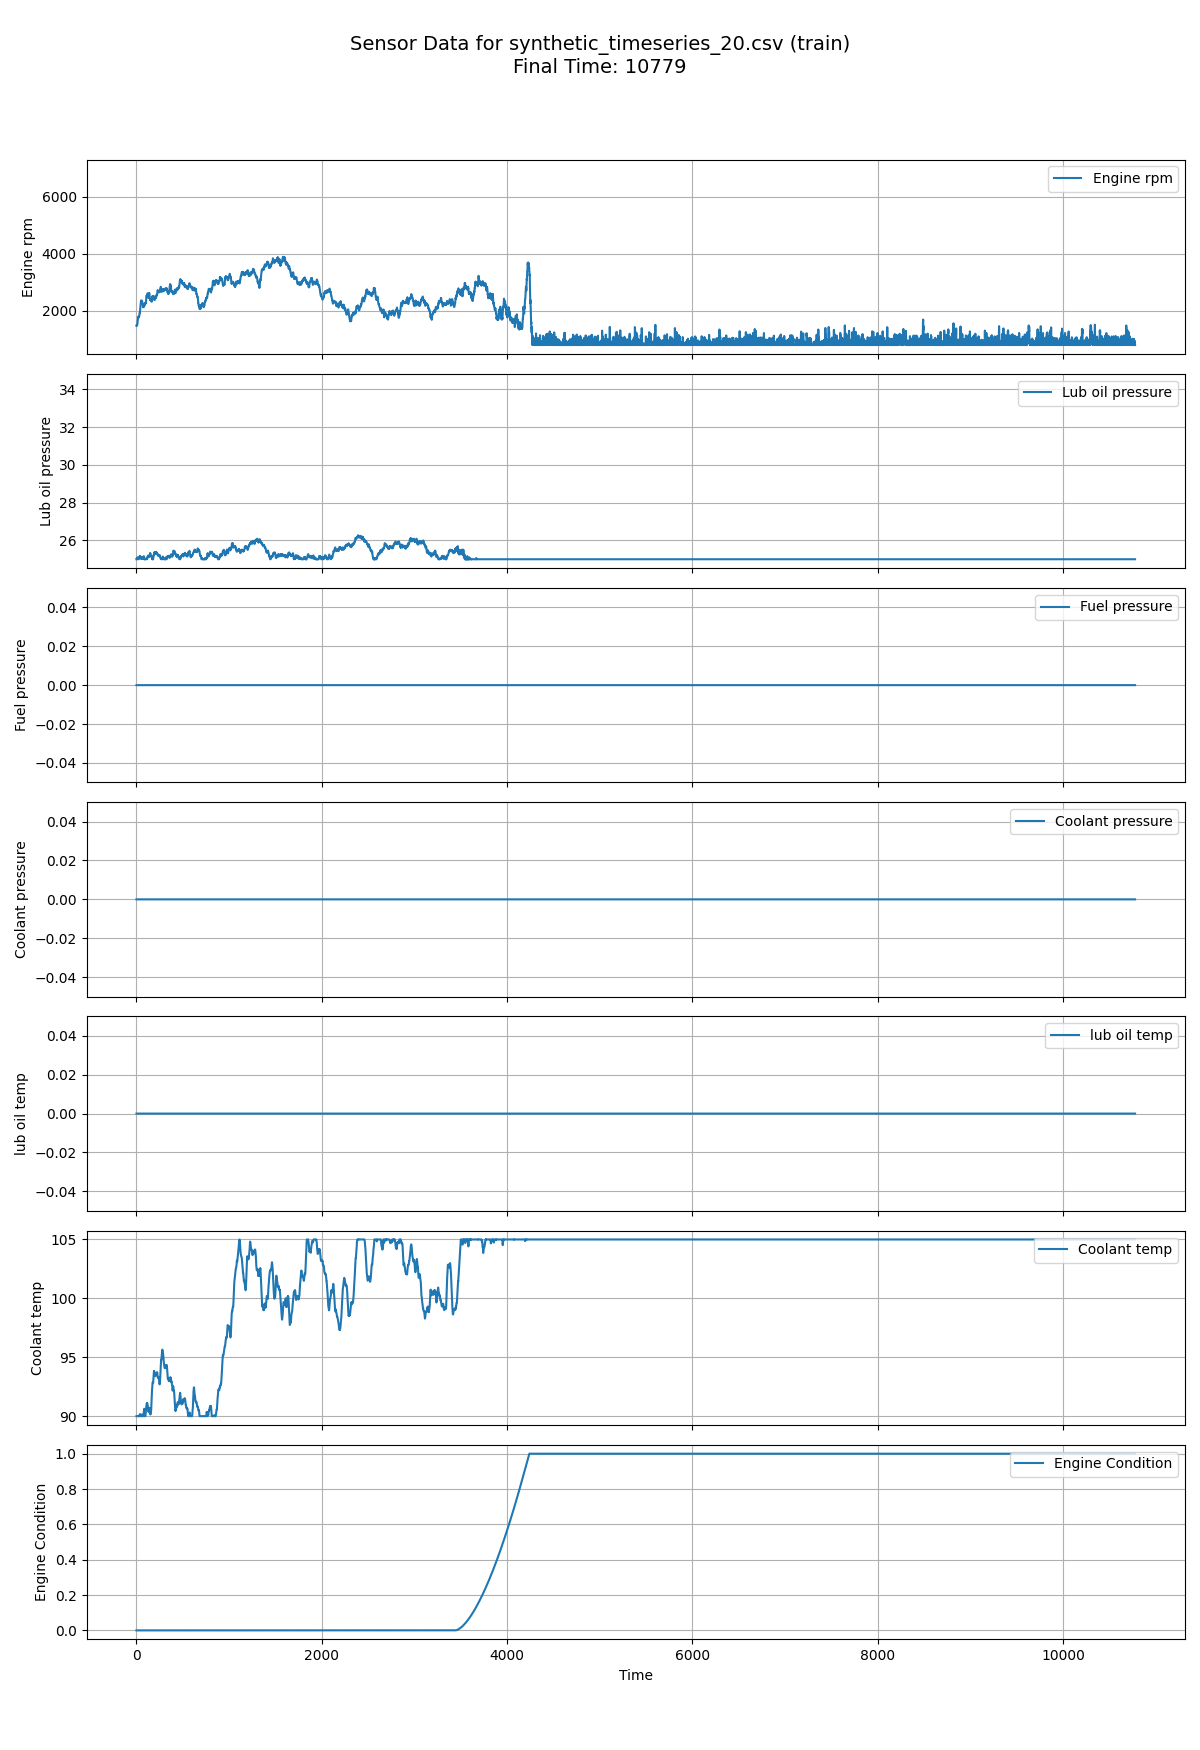 Sensor Data for synthetic_timeseries_20.csv (train)
Final Time: 10779
Engine rpm
6000
4000
2000
Engine rpm
Lub oil pressure
34
32
30
28
26
Lub oil pressure
Fuel pressure
0.04
0.02
0.00
−0.02
−0.04
Fuel pressure
Coolant pressure
0.04
0.02
0.00
−0.02
−0.04
Coolant pressure
lub oil temp
0.04
0.02
0.00
−0.02
−0.04
lub oil temp
Coolant temp
105
100
95
90
Coolant temp
Engine Condition
1.0
0.8
0.6
0.4
0.2
0.0
Engine Condition
0 2000 4000 6000 8000 10000
Time